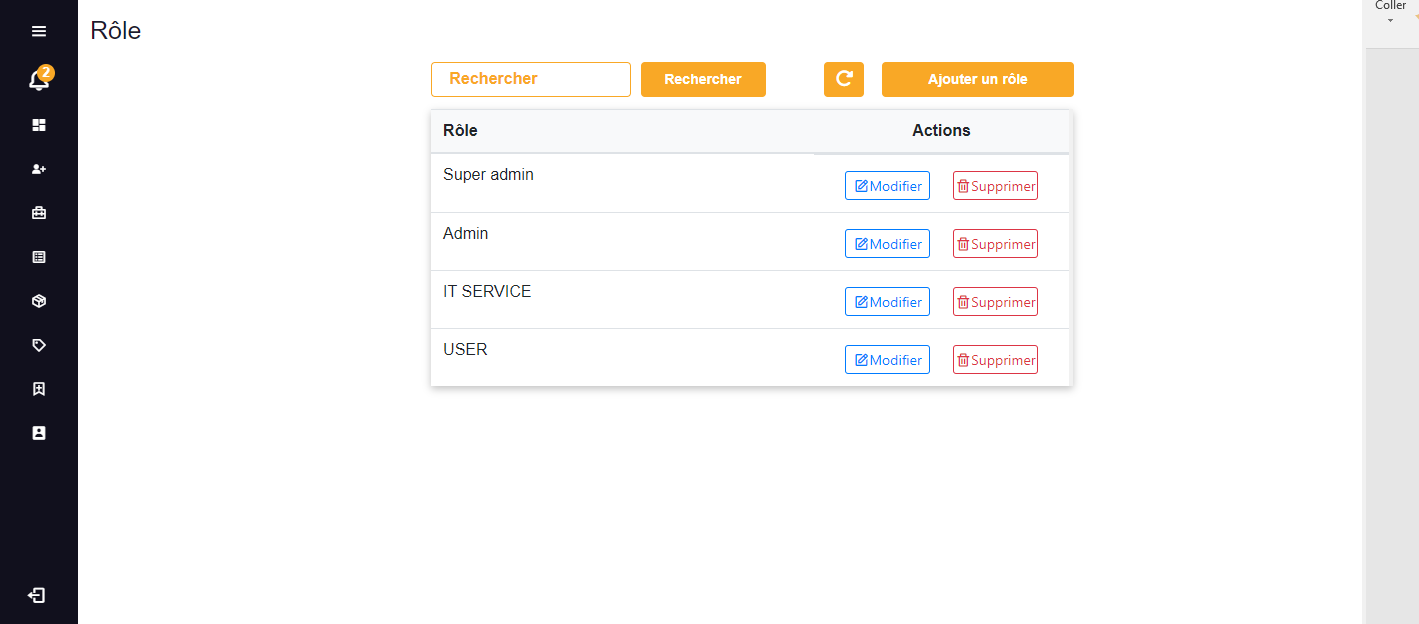 Coller
Rôle
2
Rechercher Rechercher Ajouter un rôle
Rôle Actions
Super admin Modifier Supprimer
Admin Modifier Supprimer
IT SERVICE Modifier Supprimer
USER Modifier Supprimer